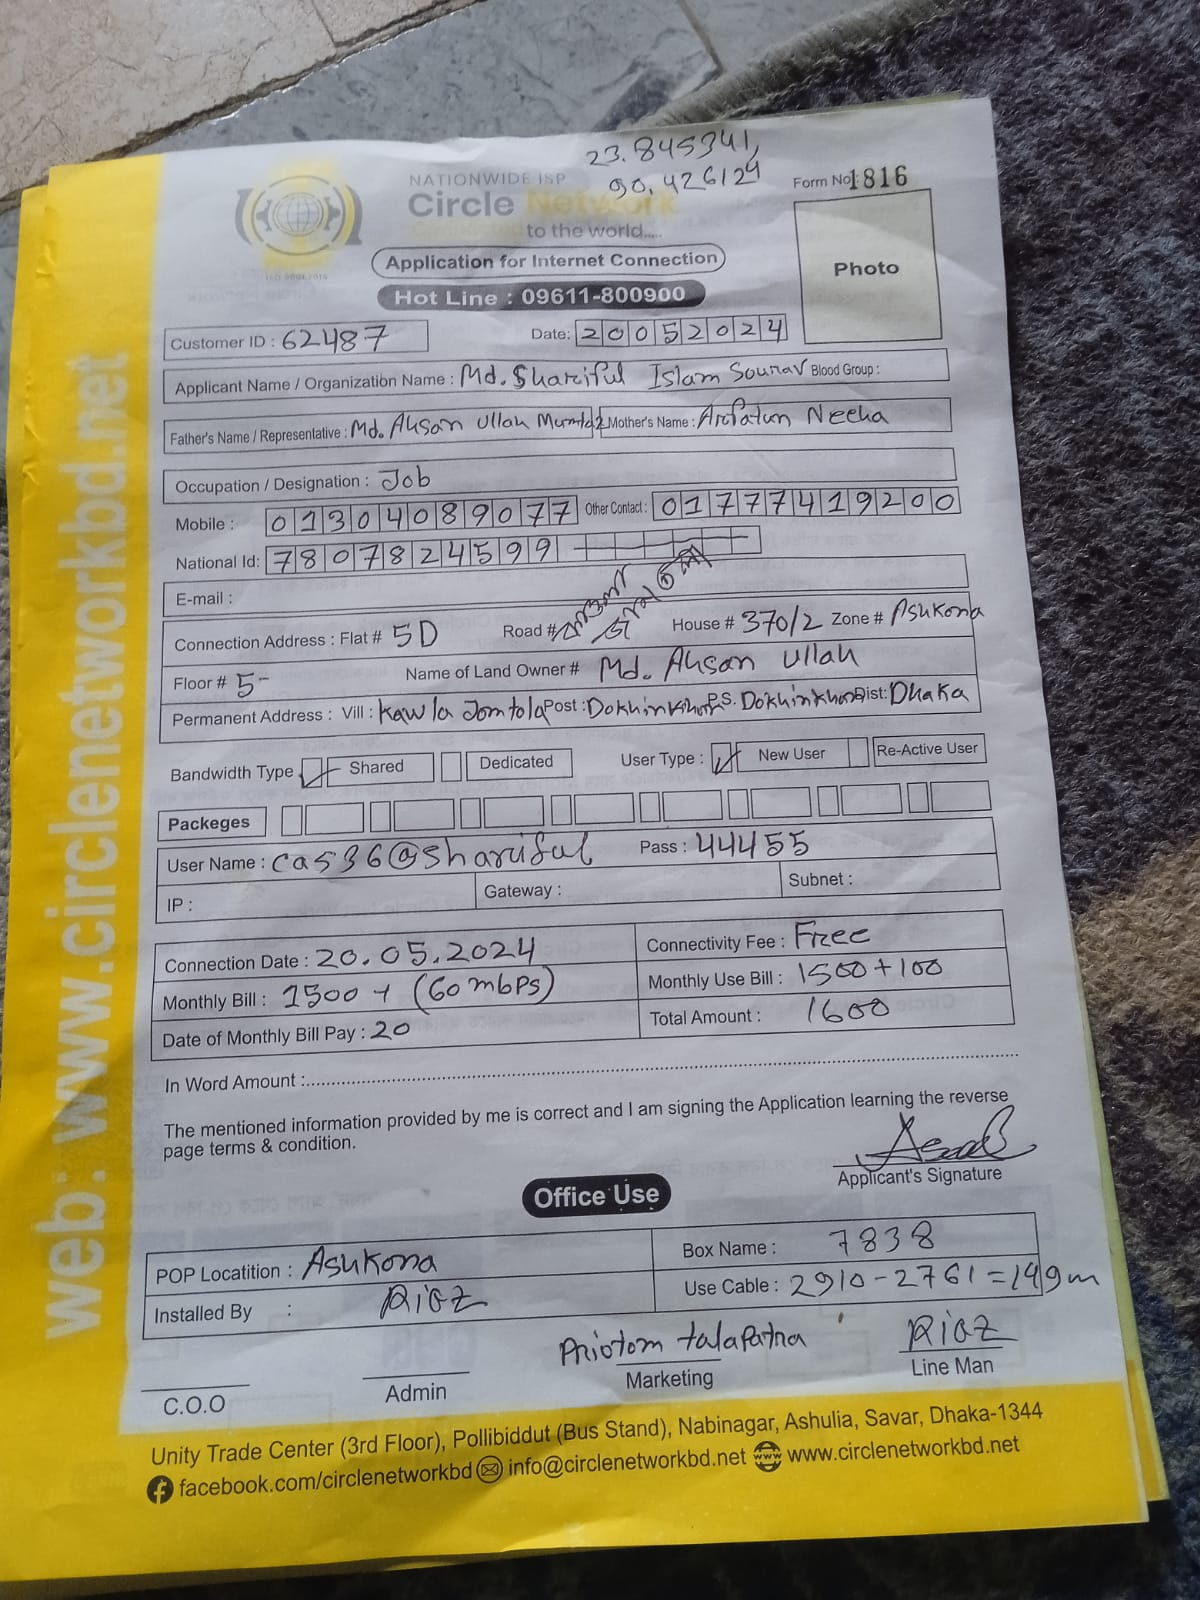 23.845341,
90.426124
NATIONWIDE ISP
Form No: 1816
Circle Network
to the world.....
Application for Internet Connection
Photo
Hot Line : 09611-800900
Customer ID : 62487 Date: 20052024
Applicant Name / Organization Name : Md. Shariful Islam Sourav Blood Group :
Father's Name / Representative : Md. Ahsan Ullah Mother's Name : Neeha
Occupation / Designation : Job
Mobile : 01304089077 Other Contact : 01777419200
National Id: 7807824599
E-mail :
Connection Address : Flat # 5D Road # House # 370/2 Zone # Ashkona
Floor # 5- Name of Land Owner # Md. Ahsan Ullah
Permanent Address : Vill : Kawla Jomtola Post : Dokhinkhan P.S. Dokhinkhan Dist: Dhaka
Bandwidth Type Shared Dedicated User Type : New User Re-Active User
Packeges
User Name : cas36@shariful Pass : 44455
IP : Gateway : Subnet :
Connection Date : 20.05.2024 Connectivity Fee : Free
Monthly Bill : 1500 + (60 mbps) Monthly Use Bill : 1500+100
Date of Monthly Bill Pay : 20 Total Amount : 1600
In Word Amount :
The mentioned information provided by me is correct and I am signing the Application learning the reverse
page terms & condition.
Applicant's Signature
Office Use
POP Locatition : Ashkona Box Name : 7838
Installed By : Riaz Use Cable : 2910-2761=149m
Priotom talapatra Riaz
C.O.O Admin Marketing Line Man
Unity Trade Center (3rd Floor), Pollibiddut (Bus Stand), Nabinagar, Ashulia, Savar, Dhaka-1344
facebook.com/circlenetworkbd info@circlenetworkbd.net www.circlenetworkbd.net
web: www.circlenetworkbd.net